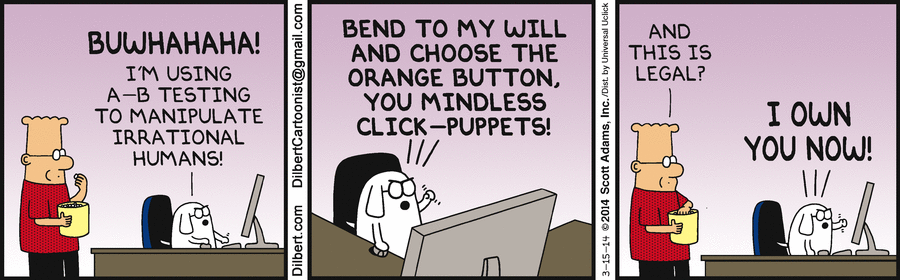 BUWHAHAHA!
I'M USING
A-B TESTING
TO MANIPULATE
IRRATIONAL
HUMANS!
Dilbert.com DilbertCartoonist@gmail.com
BEND TO MY WILL
AND CHOOSE THE
ORANGE BUTTON,
YOU MINDLESS
CLICK-PUPPETS!
3-15-14 © 2014 Scott Adams, Inc. /Dist. by Universal Uclick
AND
THIS IS
LEGAL?
I OWN
YOU NOW!